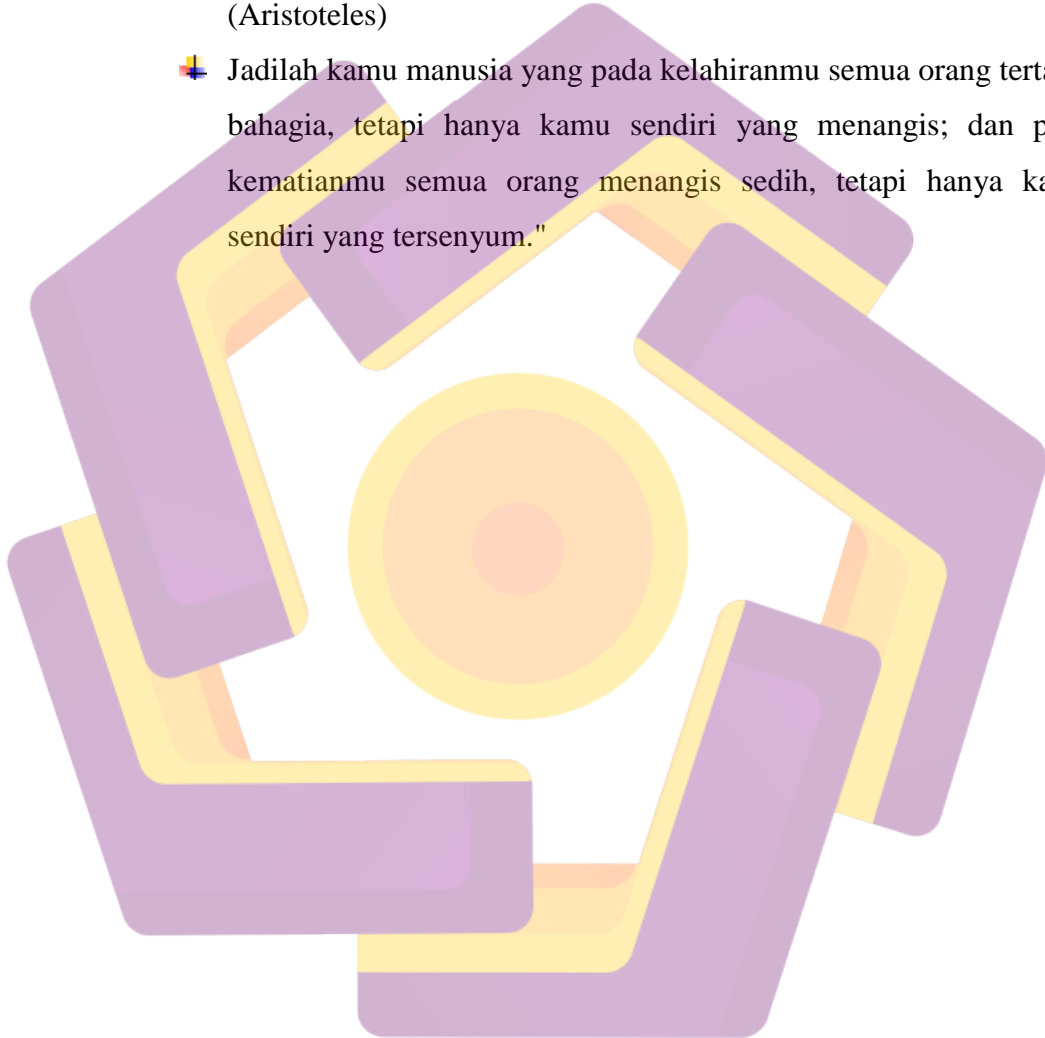 (Aristoteles)
Jadilah kamu manusia yang pada kelahiranmu semua orang
bahagia, tetapi hanya kamu sendiri yang menangis; dan
kematianmu semua orang menangis sedih, tetapi hanya
sendiri yang tersenyum."